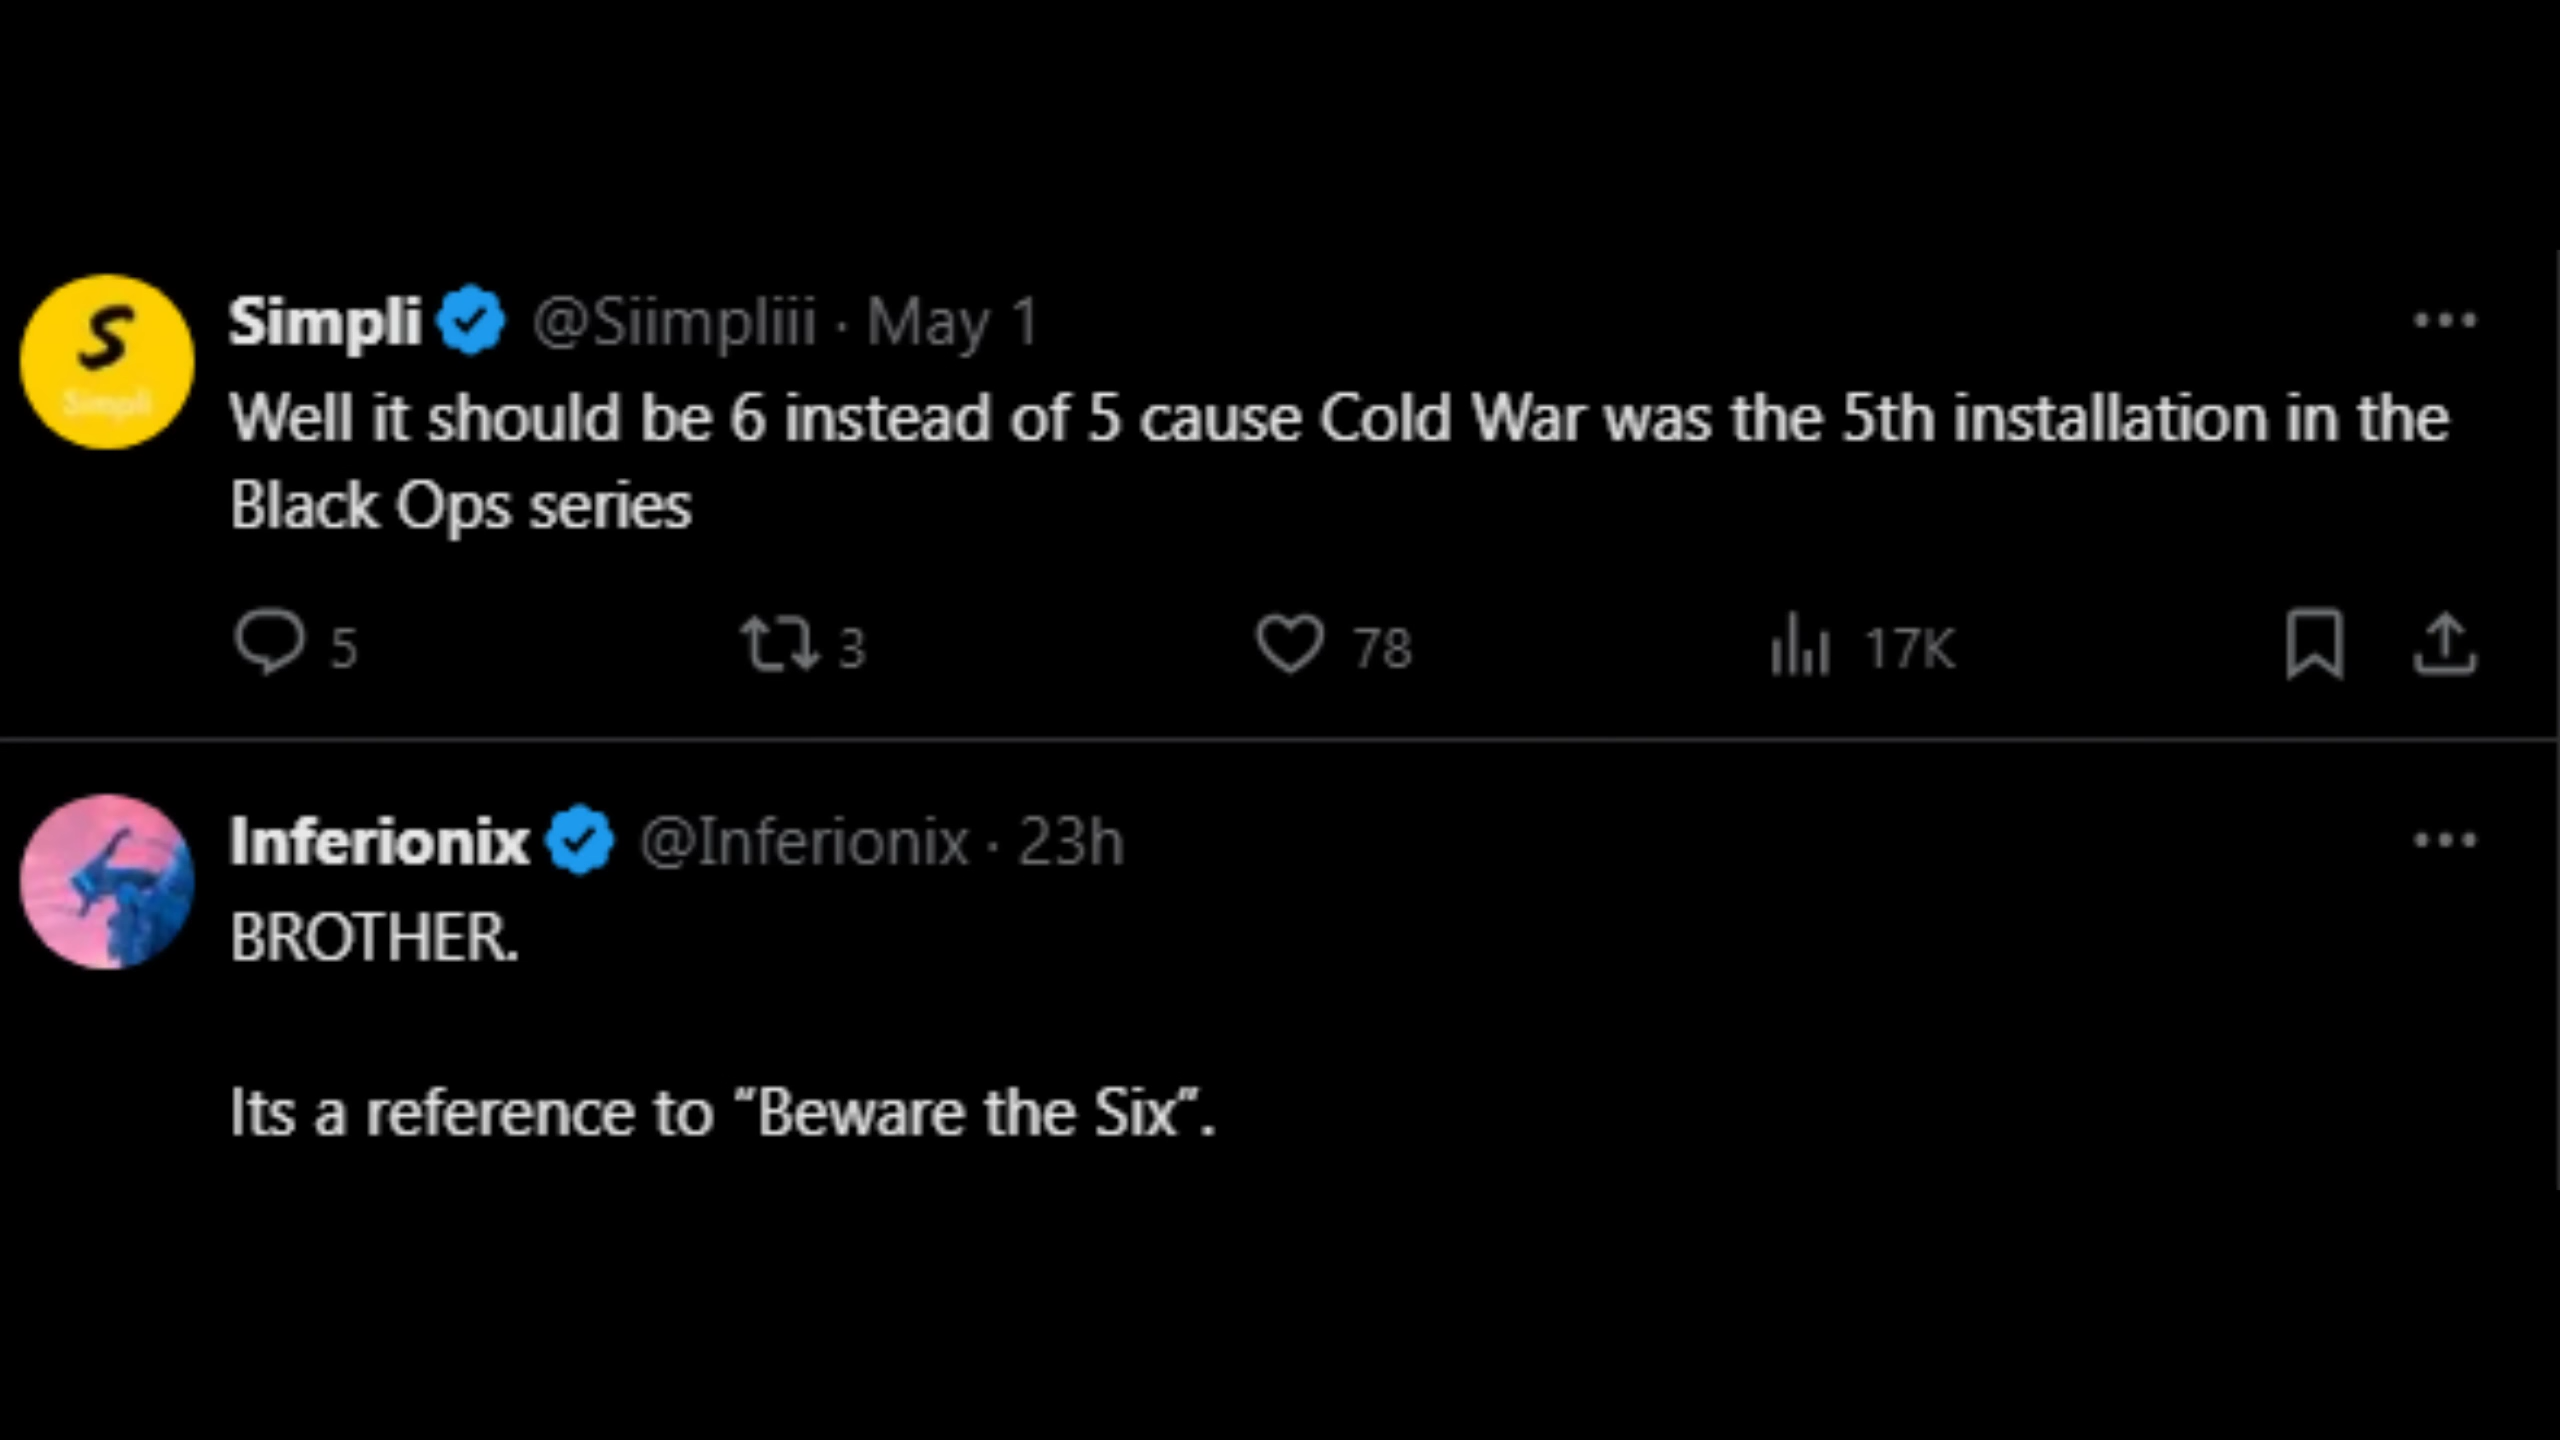 S
Simpli
Simpli @Siimpliii · May 1
Well it should be 6 instead of 5 cause Cold War was the 5th installation in the
Black Ops series
5 3 78 17K
Inferionix @Inferionix · 23h
BROTHER.
Its a reference to “Beware the Six”.